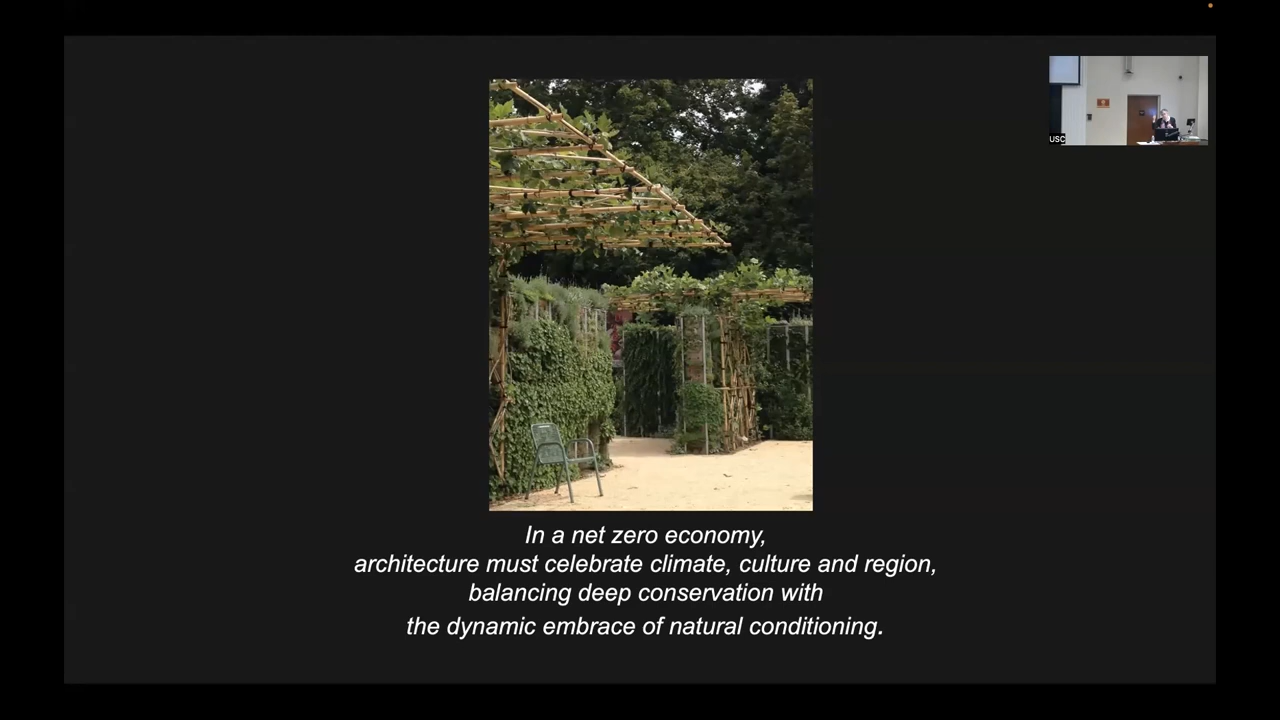 USC
In a net zero economy,
architecture must celebrate climate, culture and region,
balancing deep conservation with
the dynamic embrace of natural conditioning.